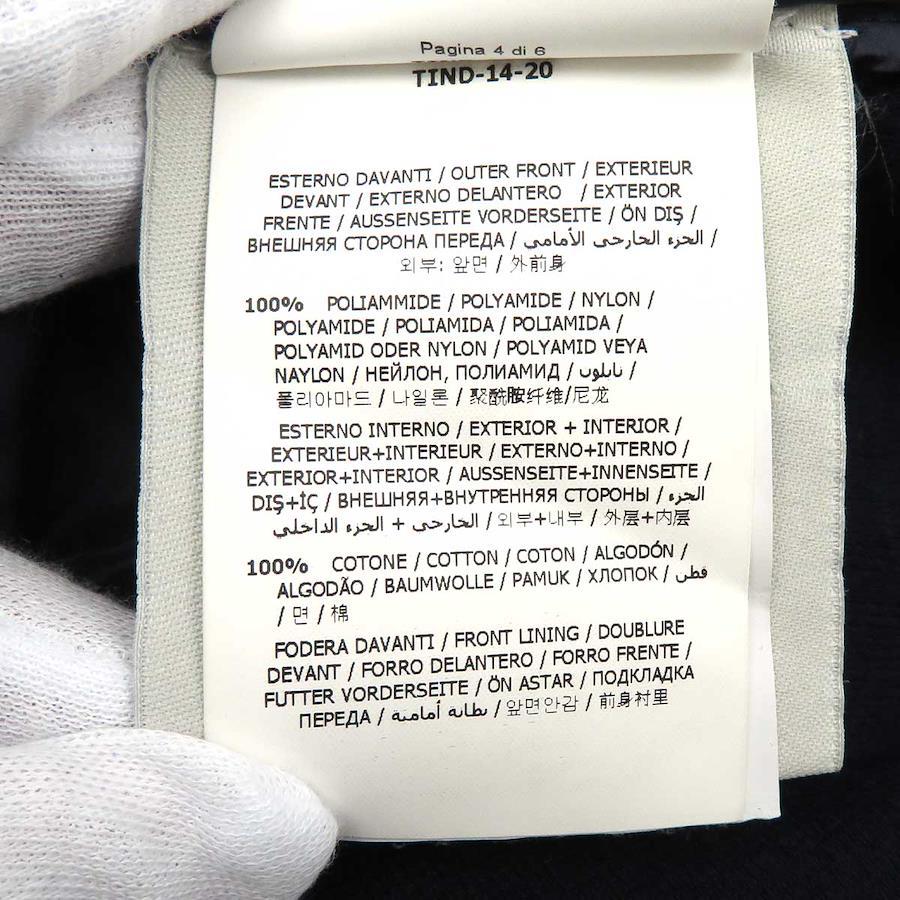 Pagina 4 di 6
TIND-14-20
ESTERNO DAVANTI / OUTER FRONT / EXTERIEUR
DEVANT / EXTERNO DELANTERO / EXTERIOR
FRENTE / AUSSENSEITE VORDERSEITE / ÖN DIŞ /
ВНЕШНЯЯ СТОРОНА ПЕРЕДА / الجزء الخارجي الأمامي /
외부: 앞면 / 外前身
100% POLIAMMIDE / POLYAMIDE / NYLON /
POLYAMIDE / POLIAMIDA / POLIAMIDA /
POLYAMID ODER NYLON / POLYAMID VEYA
NAYLON / НЕЙЛОН, ПОЛИАМИД / نايلون /
폴리아마드 / 나일론 / 聚酰胺纤维/尼龙
ESTERNO INTERNO / EXTERIOR + INTERIOR /
EXTERIEUR+INTERIEUR / EXTERNO+INTERNO /
EXTERIOR+INTERIOR / AUSSENSEITE+INNENSEITE /
DIŞ+İÇ / ВНЕШНЯЯ+ВНУТРЕННЯЯ СТОРОНЫ / الجزء
الخارجي + الجزء الداخلي / 외부+내부 / 外层+内层
100% COTONE / COTTON / COTON / ALGODÓN /
ALGODÃO / BAUMWOLLE / PAMUK / ХЛОПОК / قطن
/ 면 / 棉
FODERA DAVANTI / FRONT LINING / DOUBLURE
DEVANT / FORRO DELANTERO / FORRO FRENTE /
FUTTER VORDERSEITE / ÖN ASTAR / ПОДКЛАДКА
ПЕРЕДА / بطانة أمامية / 앞면안감 / 前身衬里